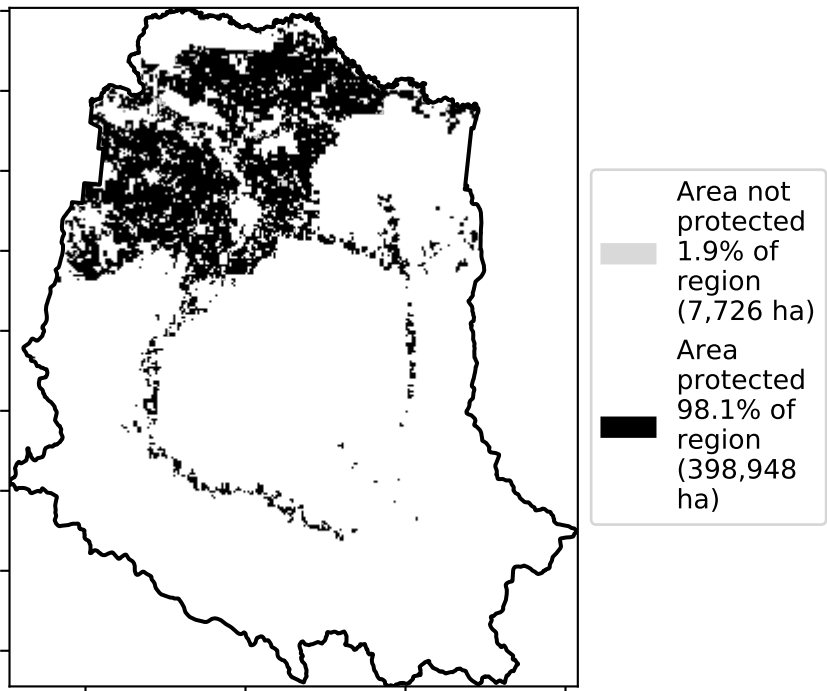 Area not
protected
1.9% of
region
(7,726 ha)
Area
protected
98.1% of
region
(398,948
ha)